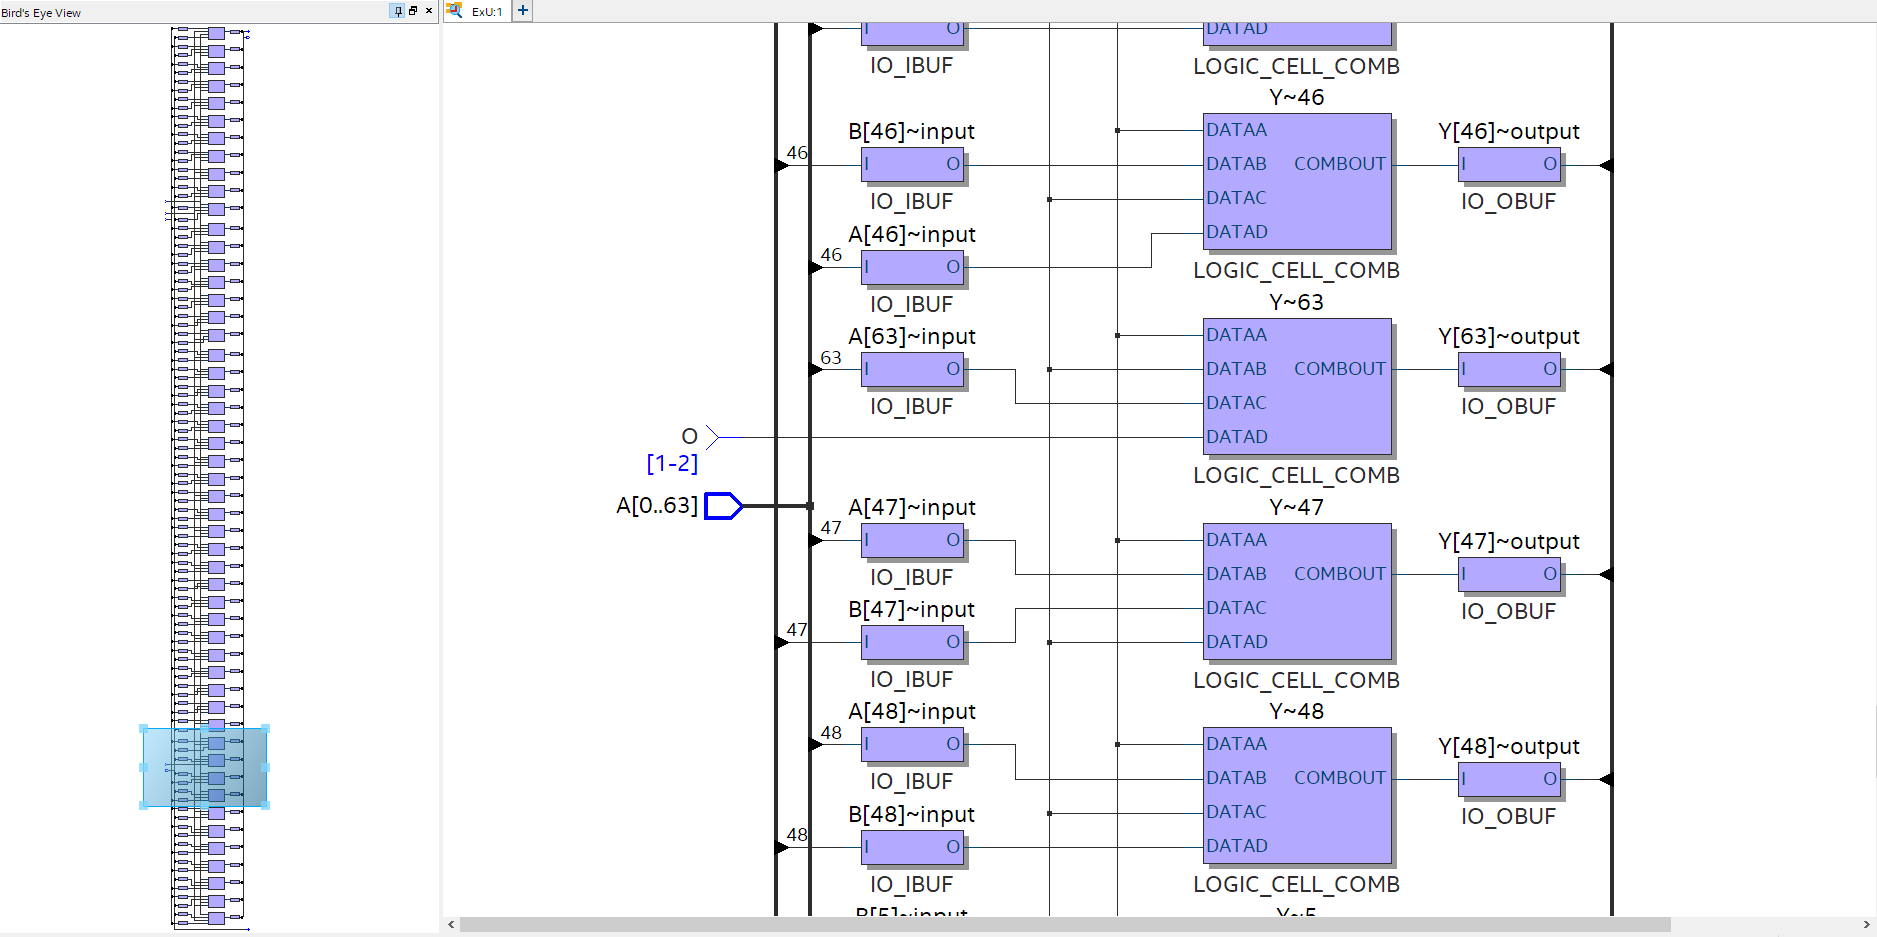 Bird's Eye View
ExU:1
I O DATAD
IO_IBUF LOGIC_CELL_COMB
Y~46
B[46]~input DATAA Y[46]~output
46 I O DATAB COMBOUT I O
IO_IBUF DATAC IO_OBUF
A[46]~input DATAD
46 I O
LOGIC_CELL_COMB
IO_IBUF Y~63
A[63]~input DATAA Y[63]~output
63 I O DATAB COMBOUT I O
IO_IBUF DATAC IO_OBUF
O DATAD
[1-2]
LOGIC_CELL_COMB
A[0..63] A[47]~input Y~47
47 I O DATAA Y[47]~output
IO_IBUF DATAB COMBOUT I O
B[47]~input DATAC IO_OBUF
47 I O DATAD
IO_IBUF LOGIC_CELL_COMB
A[48]~input Y~48
48 I O DATAA Y[48]~output
IO_IBUF DATAB COMBOUT I O
B[48]~input DATAC IO_OBUF
48 I O DATAD
IO_IBUF LOGIC_CELL_COMB
B[5]~input Y~5